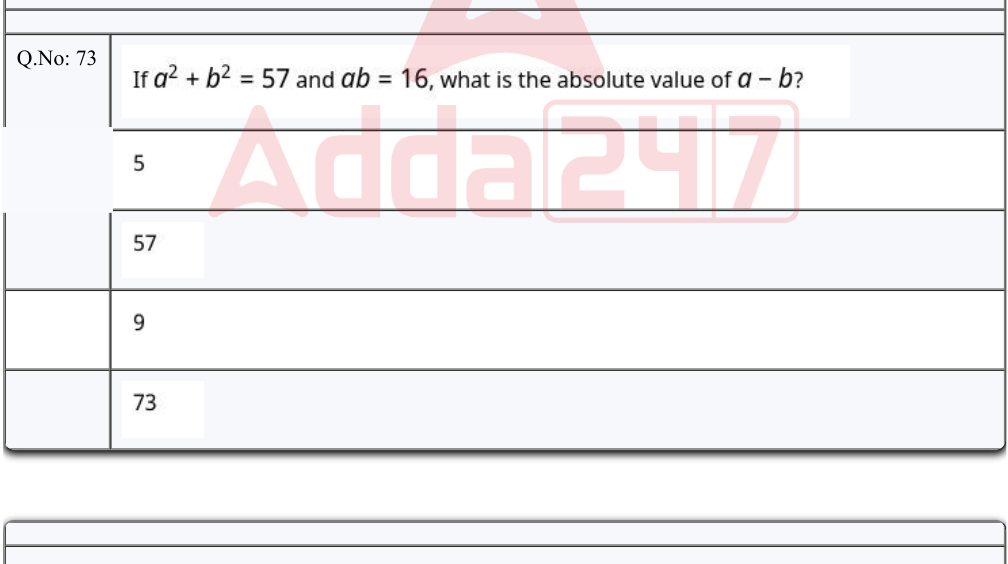 Q.No: 73
If a² + b² = 57 and ab = 16, what is the absolute value of a − b?
Adda247
5
57
9
73